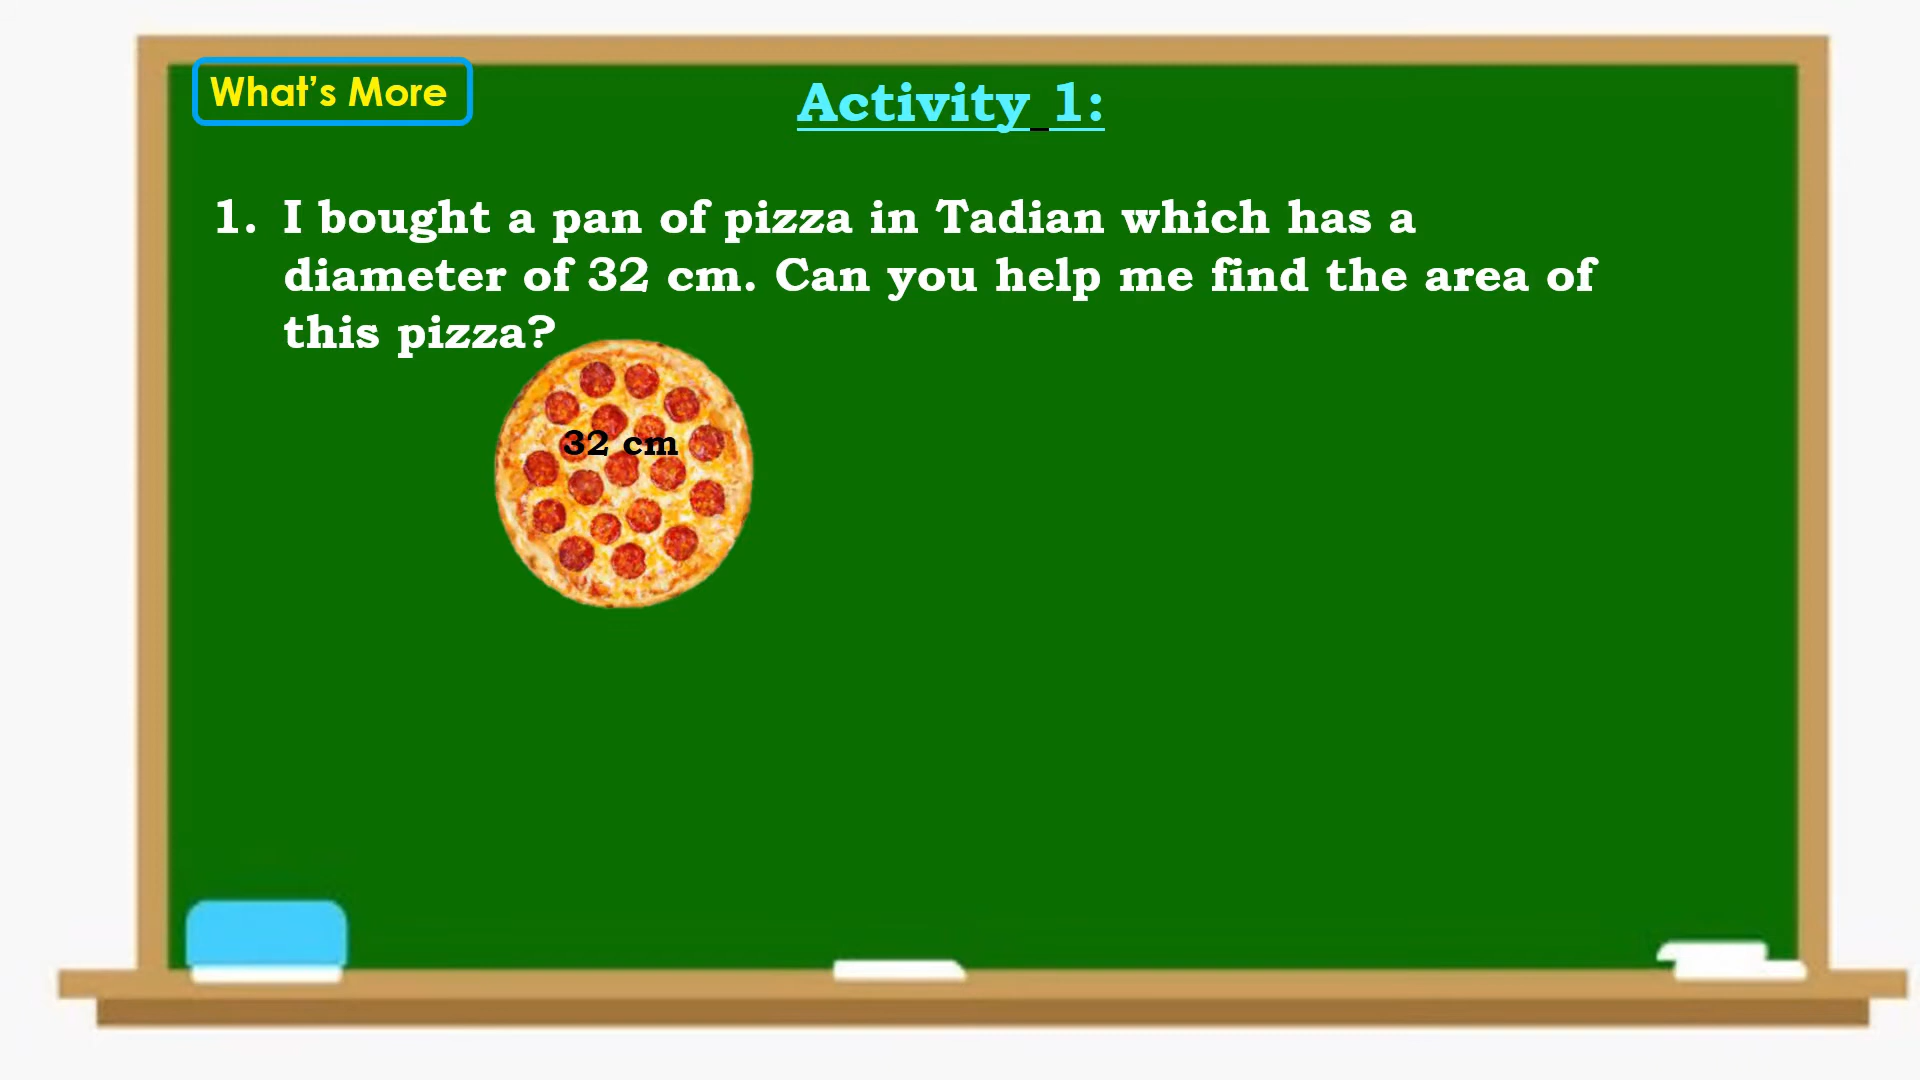 What's More
Activity 1:
1. I bought a pan of pizza in Tadian which has a
diameter of 32 cm. Can you help me find the area of
this pizza?
32 cm